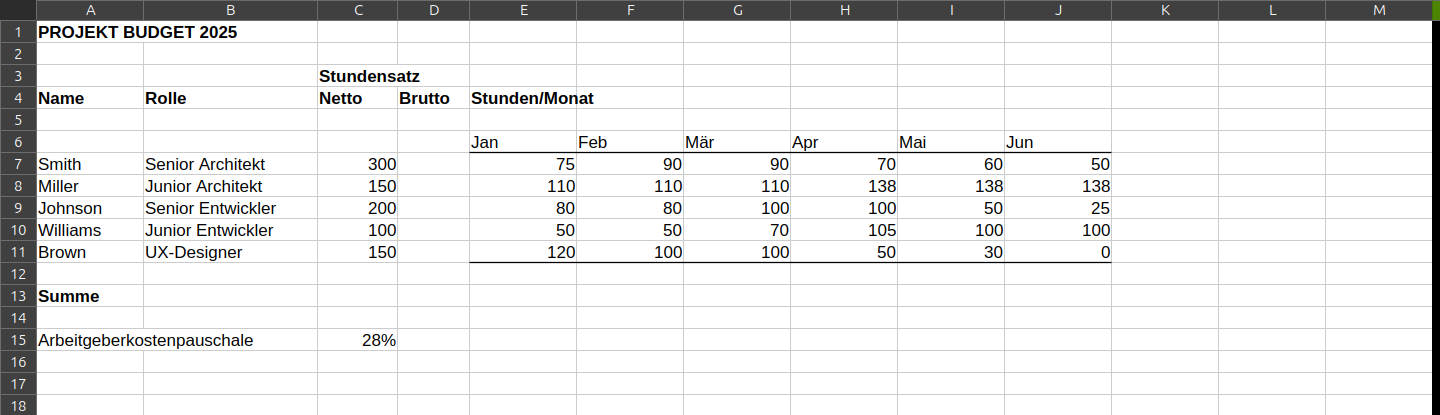 A B C D E F G H I J K L M
1 PROJEKT BUDGET 2025
2
3 Stundensatz
4 Name Rolle Netto Brutto Stunden/Monat
5
6 Jan Feb Mär Apr Mai Jun
7 Smith Senior Architekt 300 75 90 90 70 60 50
8 Miller Junior Architekt 150 110 110 110 138 138 138
9 Johnson Senior Entwickler 200 80 80 100 100 50 25
10 Williams Junior Entwickler 100 50 50 70 105 100 100
11 Brown UX-Designer 150 120 100 100 50 30 0
12
13 Summe
14
15 Arbeitgeberkostenpauschale 28%
16
17
18